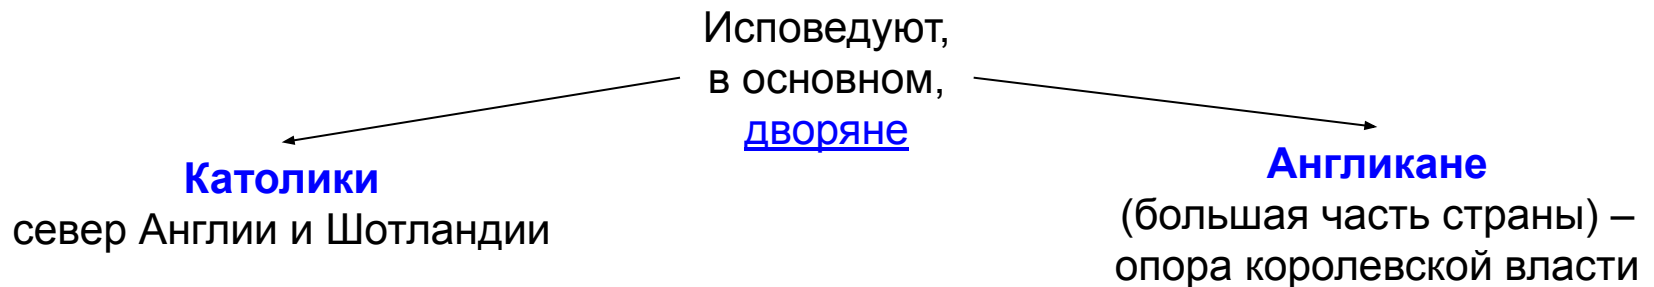 Исповедуют,
в основном,
дворяне
Католики
север Англии и Шотландии
Англикане
(большая часть страны) –
опора королевской власти